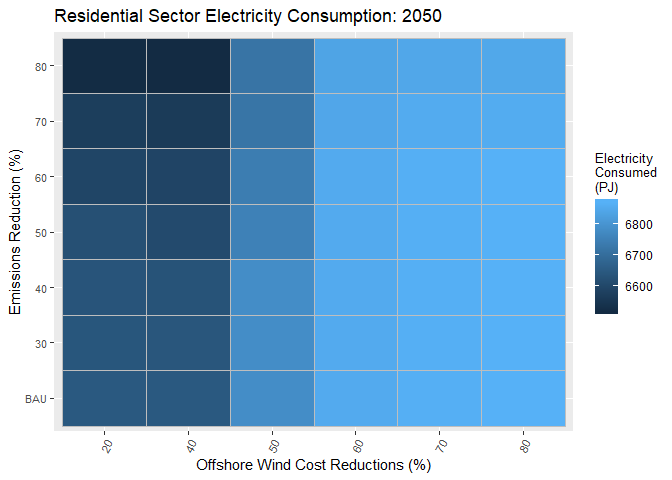 Residential Sector Electricity Consumption: 2050
80
70
60
50
40
30
BAU
Emissions Reduction (%)
20
40
50
60
70
80
Offshore Wind Cost Reductions (%)
Electricity
Consumed
(PJ)
6800
6700
6600